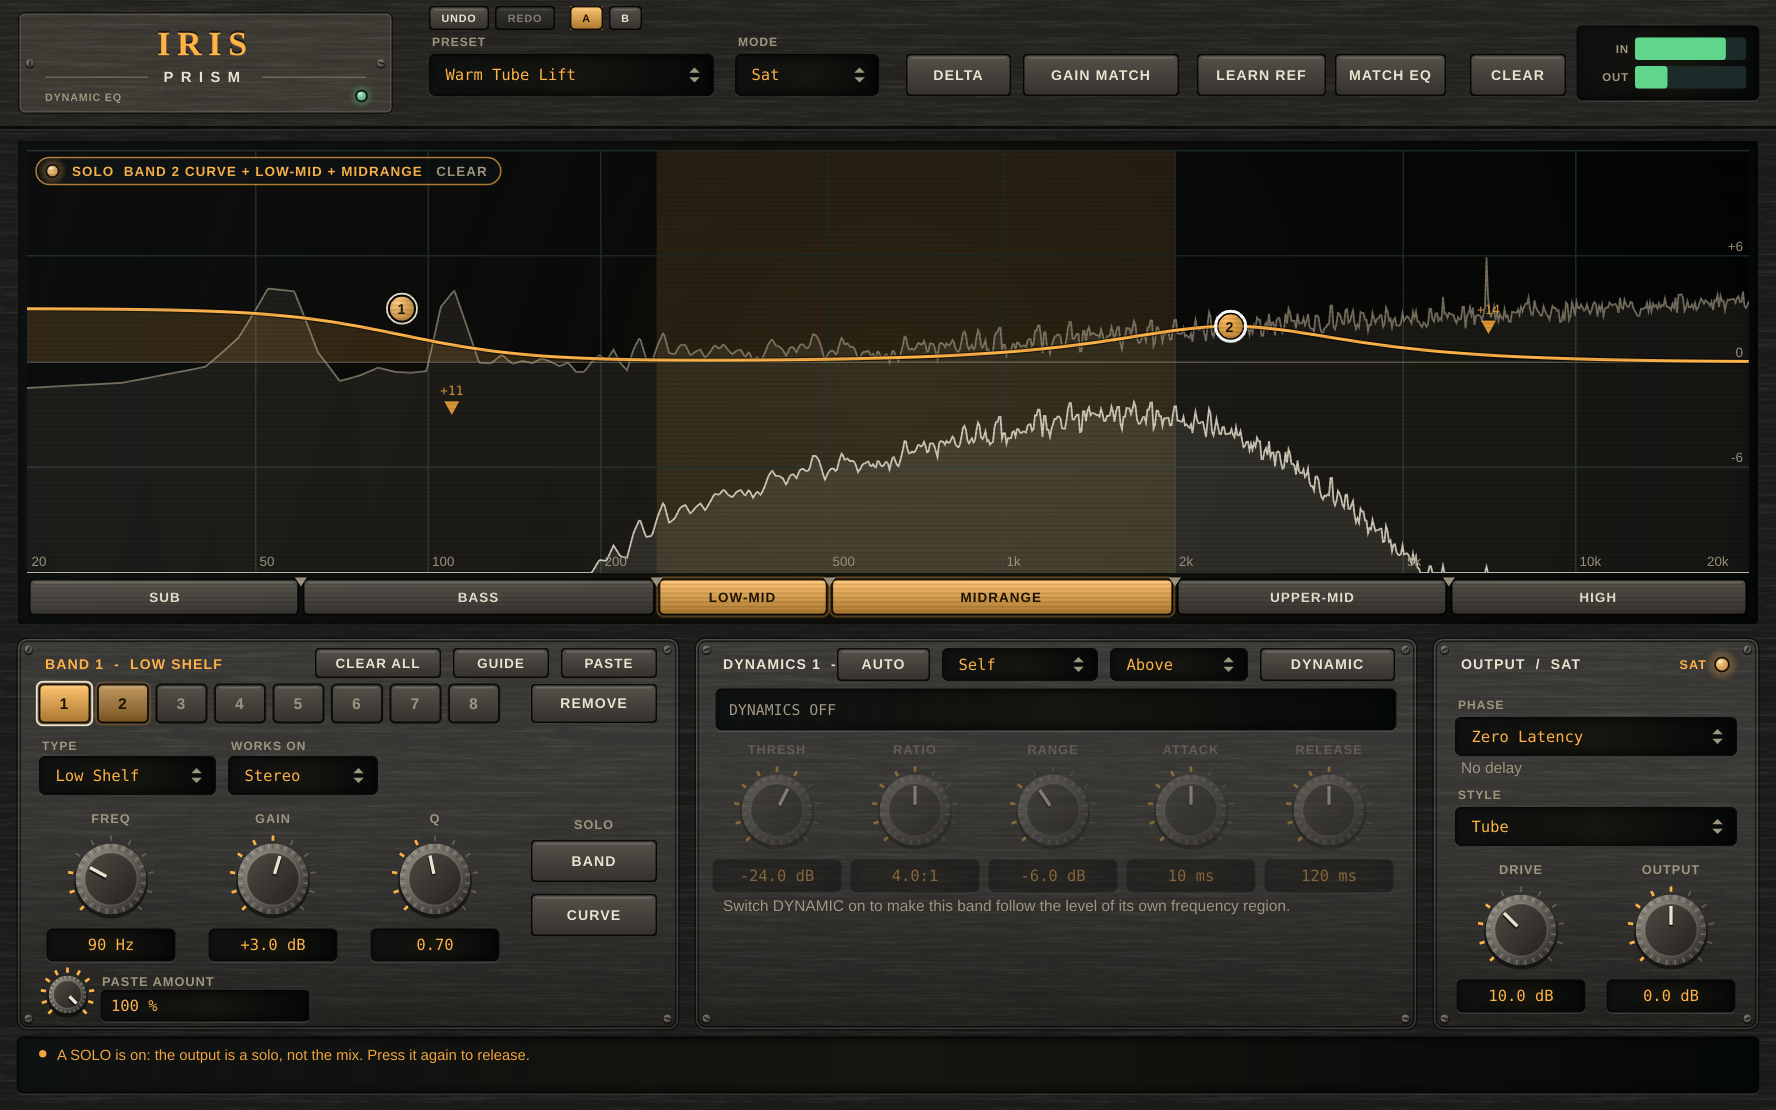 UNDO REDO A B
IRIS
PRISM
DYNAMIC EQ
PRESET MODE
Warm Tube Lift Sat DELTA GAIN MATCH LEARN REF MATCH EQ CLEAR
IN
OUT
SOLO BAND 2 CURVE + LOW-MID + MIDRANGE CLEAR
+6
1
+14
2
0
+11
-6
20 50 100 200 500 1k 2k 5k 10k 20k
SUB BASS LOW-MID MIDRANGE UPPER-MID HIGH
BAND 1 - LOW SHELF CLEAR ALL GUIDE PASTE
1 2 3 4 5 6 7 8 REMOVE
TYPE WORKS ON
Low Shelf Stereo
FREQ GAIN Q
SOLO
BAND
CURVE
90 Hz +3.0 dB 0.70
PASTE AMOUNT
100 %
DYNAMICS 1 - AUTO Self Above DYNAMIC
DYNAMICS OFF
THRESH RATIO RANGE ATTACK RELEASE
-24.0 dB 4.0:1 -6.0 dB 10 ms 120 ms
Switch DYNAMIC on to make this band follow the level of its own frequency region.
OUTPUT / SAT SAT
PHASE
Zero Latency
No delay
STYLE
Tube
DRIVE OUTPUT
10.0 dB 0.0 dB
A SOLO is on: the output is a solo, not the mix. Press it again to release.